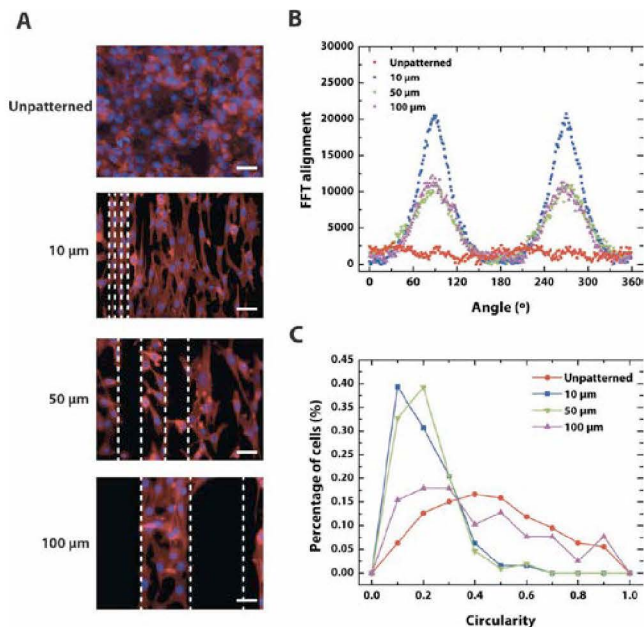 A
Unpatterned
10 µm
50 µm
100 µm
B
30000
25000
20000
15000
10000
5000
0
FFT alignment
Unpatterned
10 µm
50 µm
100 µm
0 60 120 180 240 300 360
Angle (º)
C
0.45
0.40
0.35
0.30
0.25
0.20
0.15
0.10
0.05
0.00
Percentage of cells (%)
Unpatterned
10 µm
50 µm
100 µm
0.0 0.2 0.4 0.6 0.8 1.0
Circularity